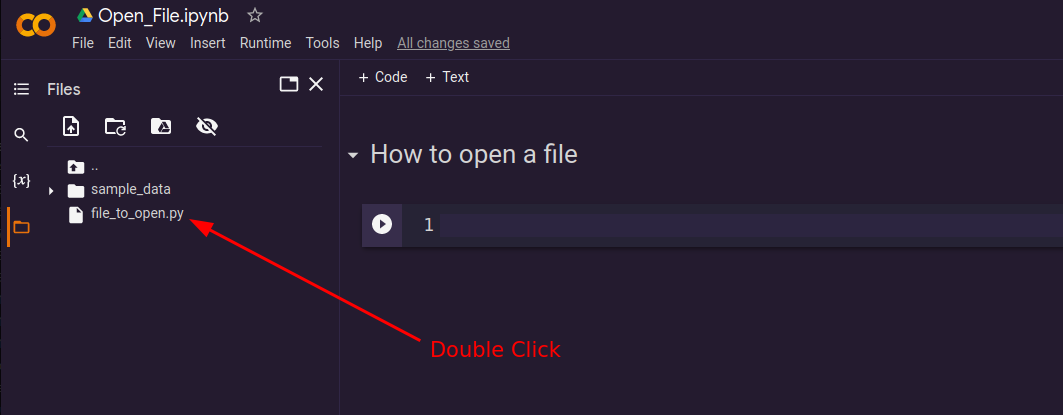 Open_File.ipynb
File Edit View Insert Runtime Tools Help All changes saved
Files
+ Code + Text
{x}
..
sample_data
file_to_open.py
How to open a file
1
Double Click